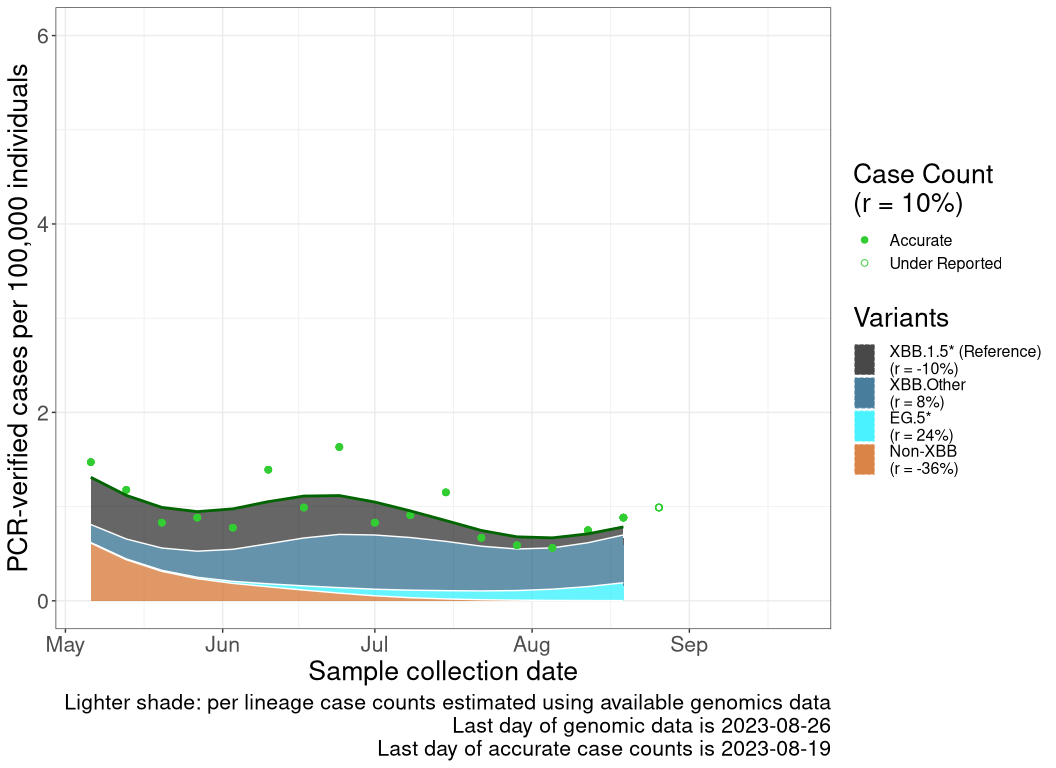 PCR-verified cases per 100,000 individuals
6
4
2
0
May
Jun
Jul
Aug
Sep
Sample collection date
Lighter shade: per lineage case counts estimated using available genomics data
Last day of genomic data is 2023-08-26
Last day of accurate case counts is 2023-08-19
Case Count
(r = 10%)
Accurate
Under Reported
Variants
XBB.1.5* (Reference)
(r = -10%)
XBB.Other
(r = 8%)
EG.5*
(r = 24%)
Non-XBB
(r = -36%)